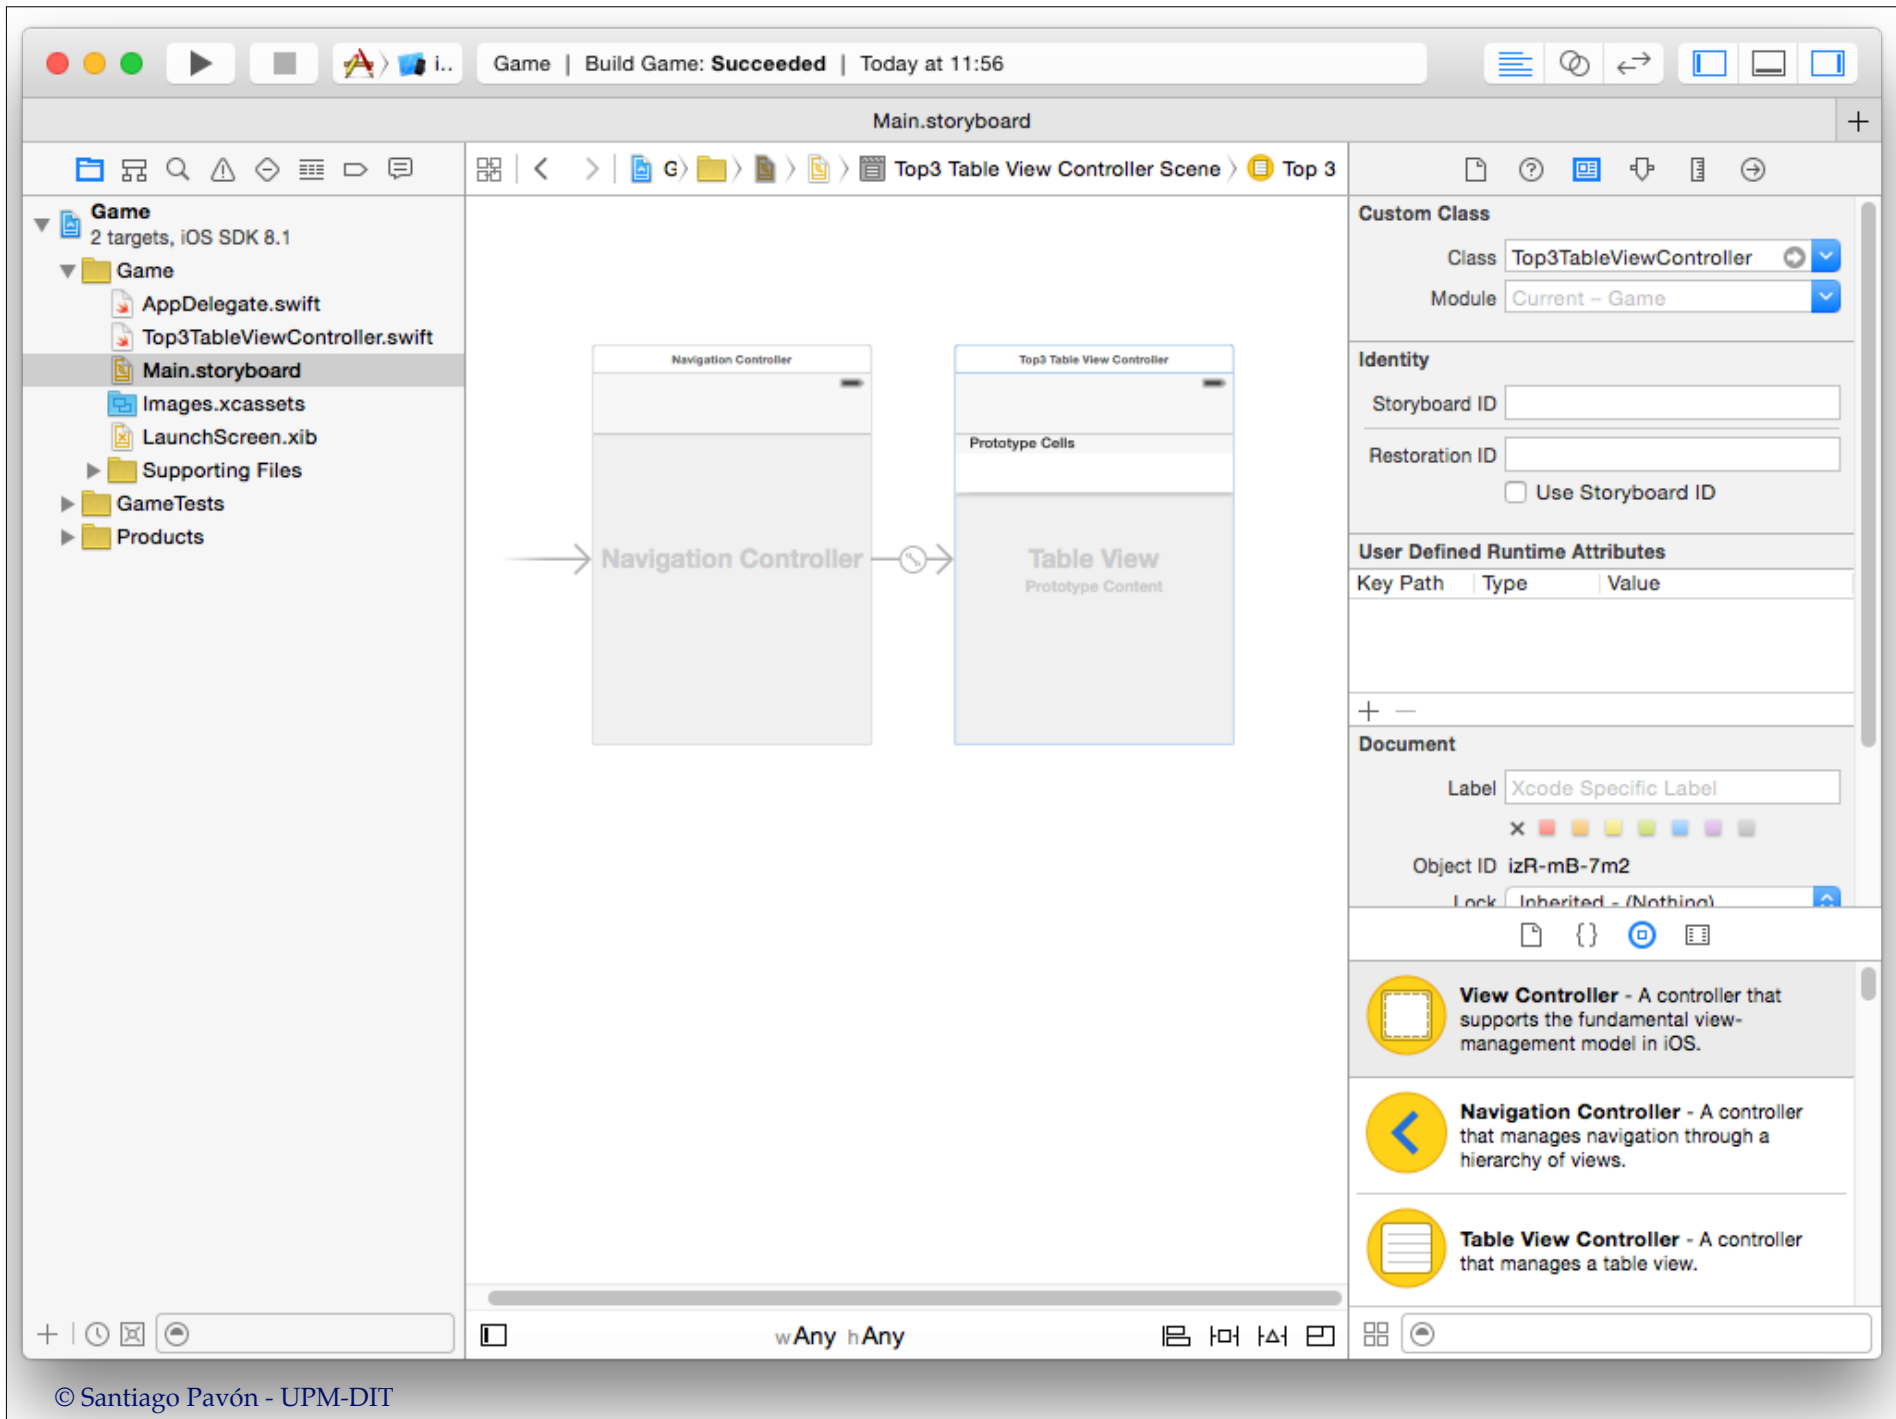 i..
Game | Build Game: Succeeded | Today at 11:56
Main.storyboard
G
Top3 Table View Controller Scene
Top 3
Game
2 targets, iOS SDK 8.1
Game
AppDelegate.swift
Top3TableViewController.swift
Main.storyboard
Images.xcassets
LaunchScreen.xib
Supporting Files
GameTests
Products
Navigation Controller
Navigation Controller
Top3 Table View Controller
Prototype Cells
Table View
Prototype Content
wAny hAny
Custom Class
Class Top3TableViewController
Module Current – Game
Identity
Storyboard ID
Restoration ID
Use Storyboard ID
User Defined Runtime Attributes
Key Path Type Value
Document
Label Xcode Specific Label
Object ID izR-mB-7m2
Lock Inherited - (Nothing)
{}
View Controller - A controller that
supports the fundamental view-
management model in iOS.
Navigation Controller - A controller
that manages navigation through a
hierarchy of views.
Table View Controller - A controller
that manages a table view.
© Santiago Pavón - UPM-DIT